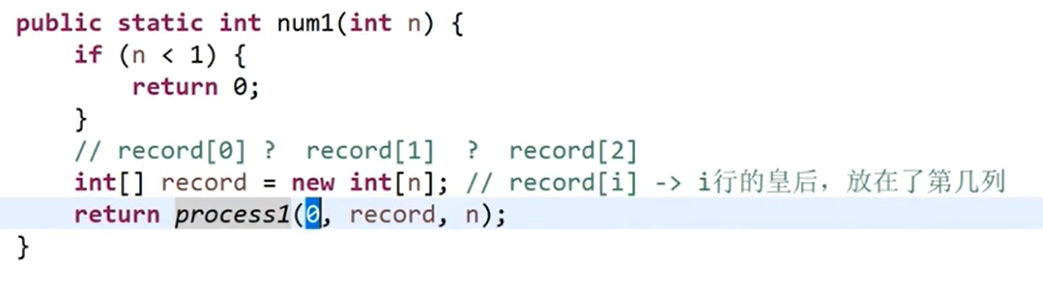 public static int num1(int n) {
if (n < 1) {
return 0;
}
// record[0] ? record[1] ? record[2]
int[] record = new int[n]; // record[i] -> i行的皇后，放在了第几列
return process1(0, record, n);
}